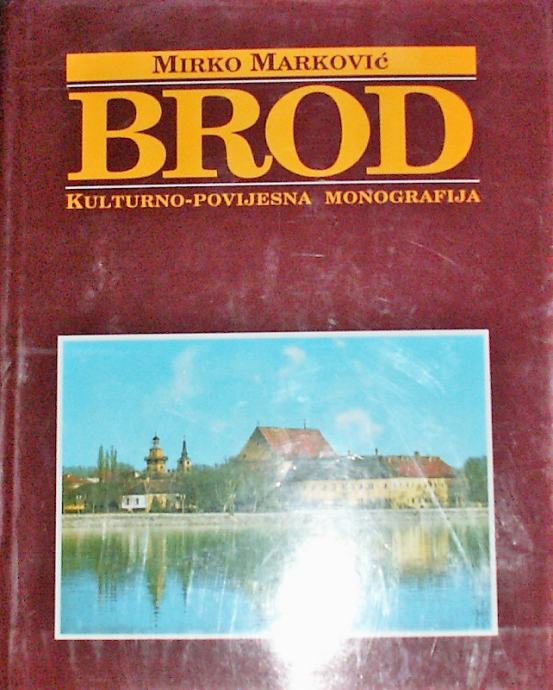 MIRKO MARKOVIĆ
BROD
KULTURNO-POVIJESNA MONOGRAFIJA